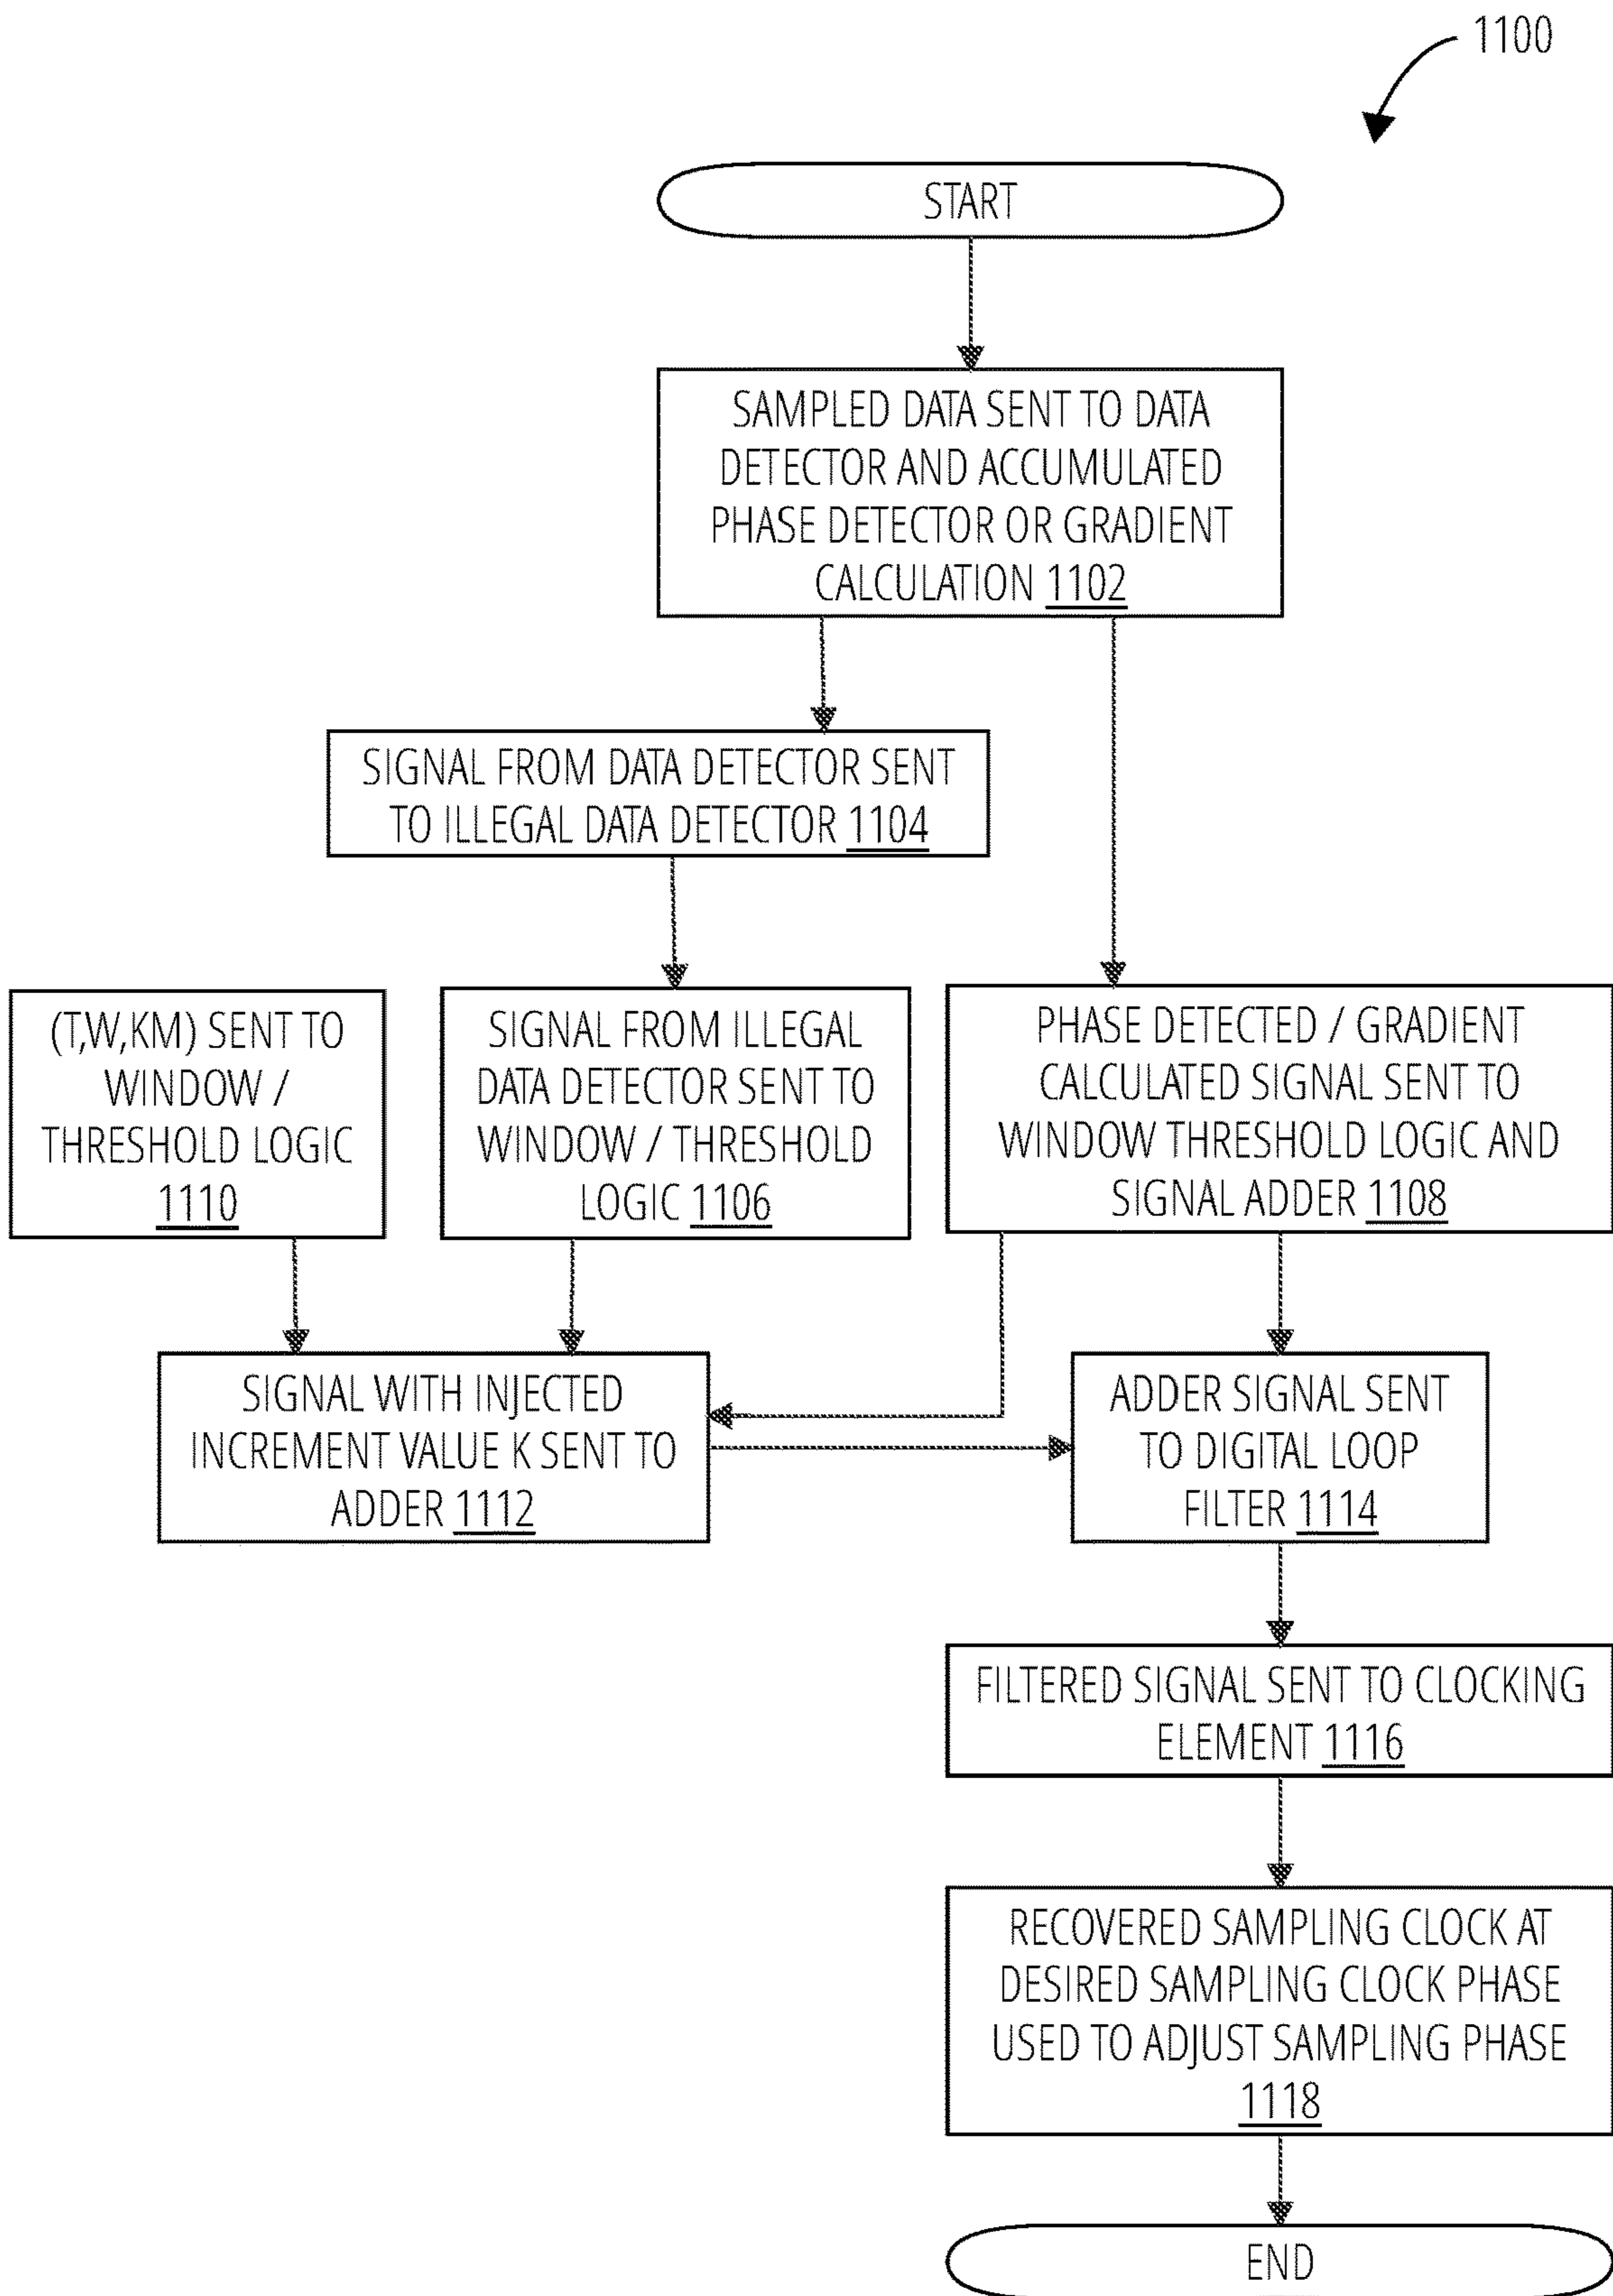 1100
START
SAMPLED DATA SENT TO DATA
DETECTOR AND ACCUMULATED
PHASE DETECTOR OR GRADIENT
CALCULATION 1102
SIGNAL FROM DATA DETECTOR SENT
TO ILLEGAL DATA DETECTOR 1104
(T,W,KM) SENT TO
WINDOW /
THRESHOLD LOGIC
1110
SIGNAL FROM ILLEGAL
DATA DETECTOR SENT TO
WINDOW / THRESHOLD
LOGIC 1106
PHASE DETECTED / GRADIENT
CALCULATED SIGNAL SENT TO
WINDOW THRESHOLD LOGIC AND
SIGNAL ADDER 1108
SIGNAL WITH INJECTED
INCREMENT VALUE K SENT TO
ADDER 1112
ADDER SIGNAL SENT
TO DIGITAL LOOP
FILTER 1114
FILTERED SIGNAL SENT TO CLOCKING
ELEMENT 1116
RECOVERED SAMPLING CLOCK AT
DESIRED SAMPLING CLOCK PHASE
USED TO ADJUST SAMPLING PHASE
1118
END